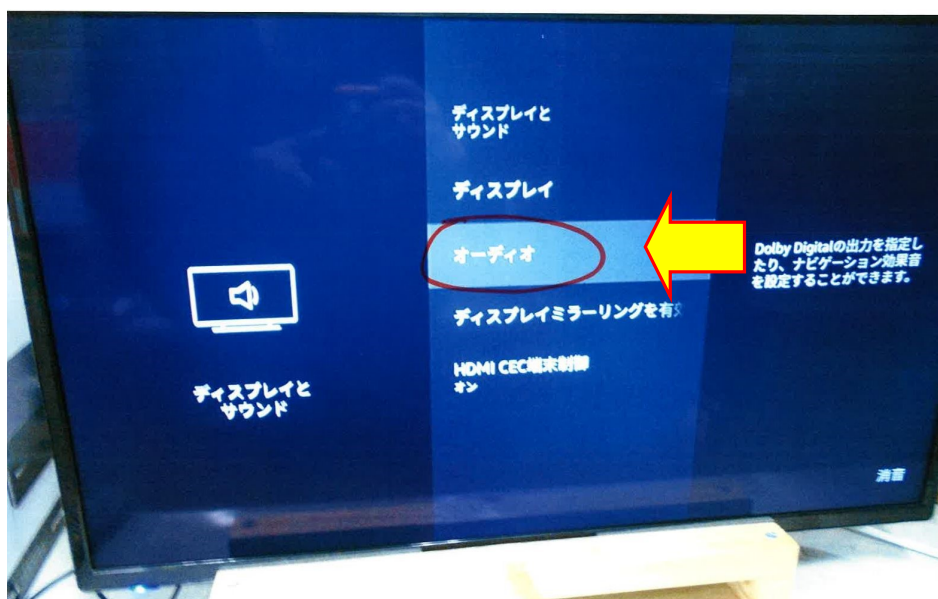 ディスプレイと
サウンド
ディスプレイと
サウンド
ディスプレイ
オーディオ
ディスプレイミラーリングを有効
HDMI CEC端末制御
オン
Dolby Digitalの出力を指定し
たり、ナビゲーション効果音
を設定することができます。
消音